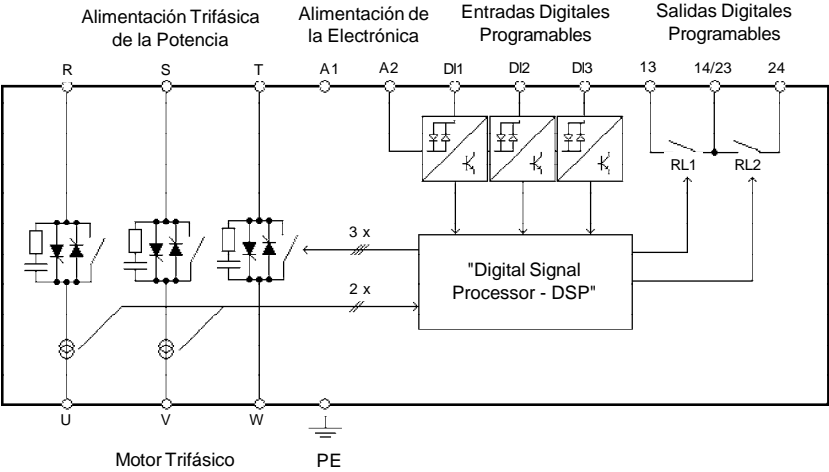 Alimentación Trifásica
de la Potencia
Alimentación de
la Electrónica
Entradas Digitales
Programables
Salidas Digitales
Programables
R
S
T
A1
A2
DI1
DI2
DI3
13
14/23
24
RL1
RL2
3 x
"Digital Signal
Processor - DSP"
2 x
U
V
W
Motor Trifásico
PE